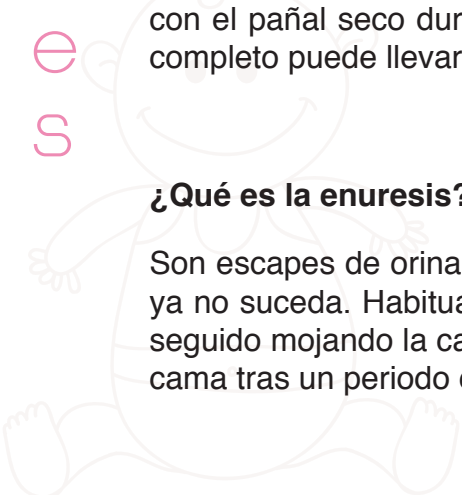 con el pañal seco dur
completo puede llevar
e
s
¿Qué es la enuresis?
Son escapes de orina
ya no suceda. Habitua
seguido mojando la ca
cama tras un periodo